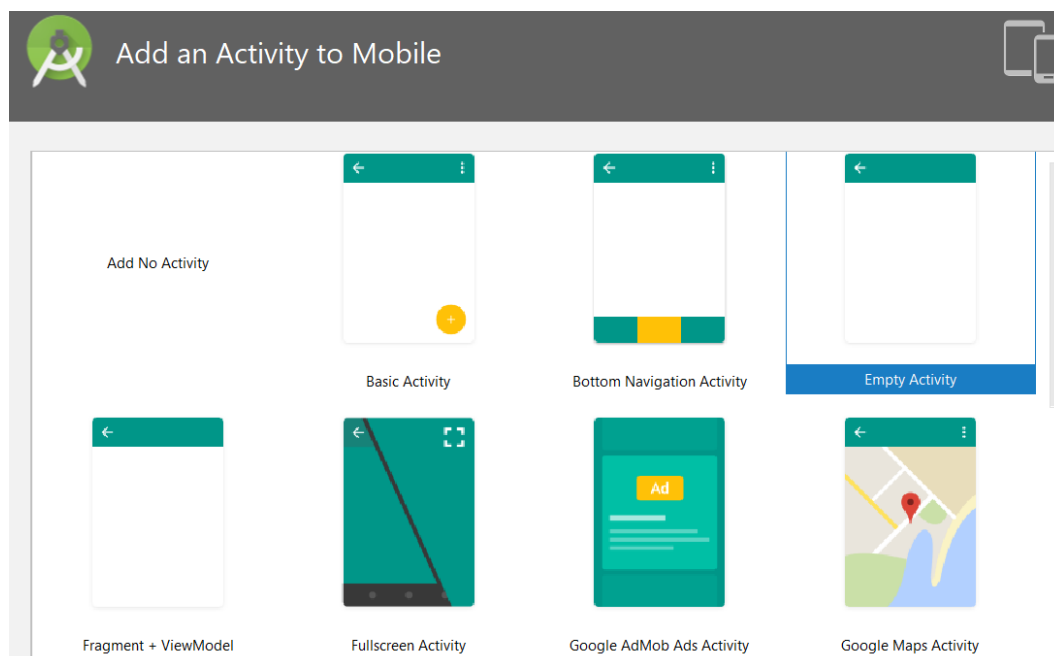 Add an Activity to Mobile
Add No Activity
Basic Activity
Bottom Navigation Activity
Empty Activity
Ad
Fragment + ViewModel
Fullscreen Activity
Google AdMob Ads Activity
Google Maps Activity